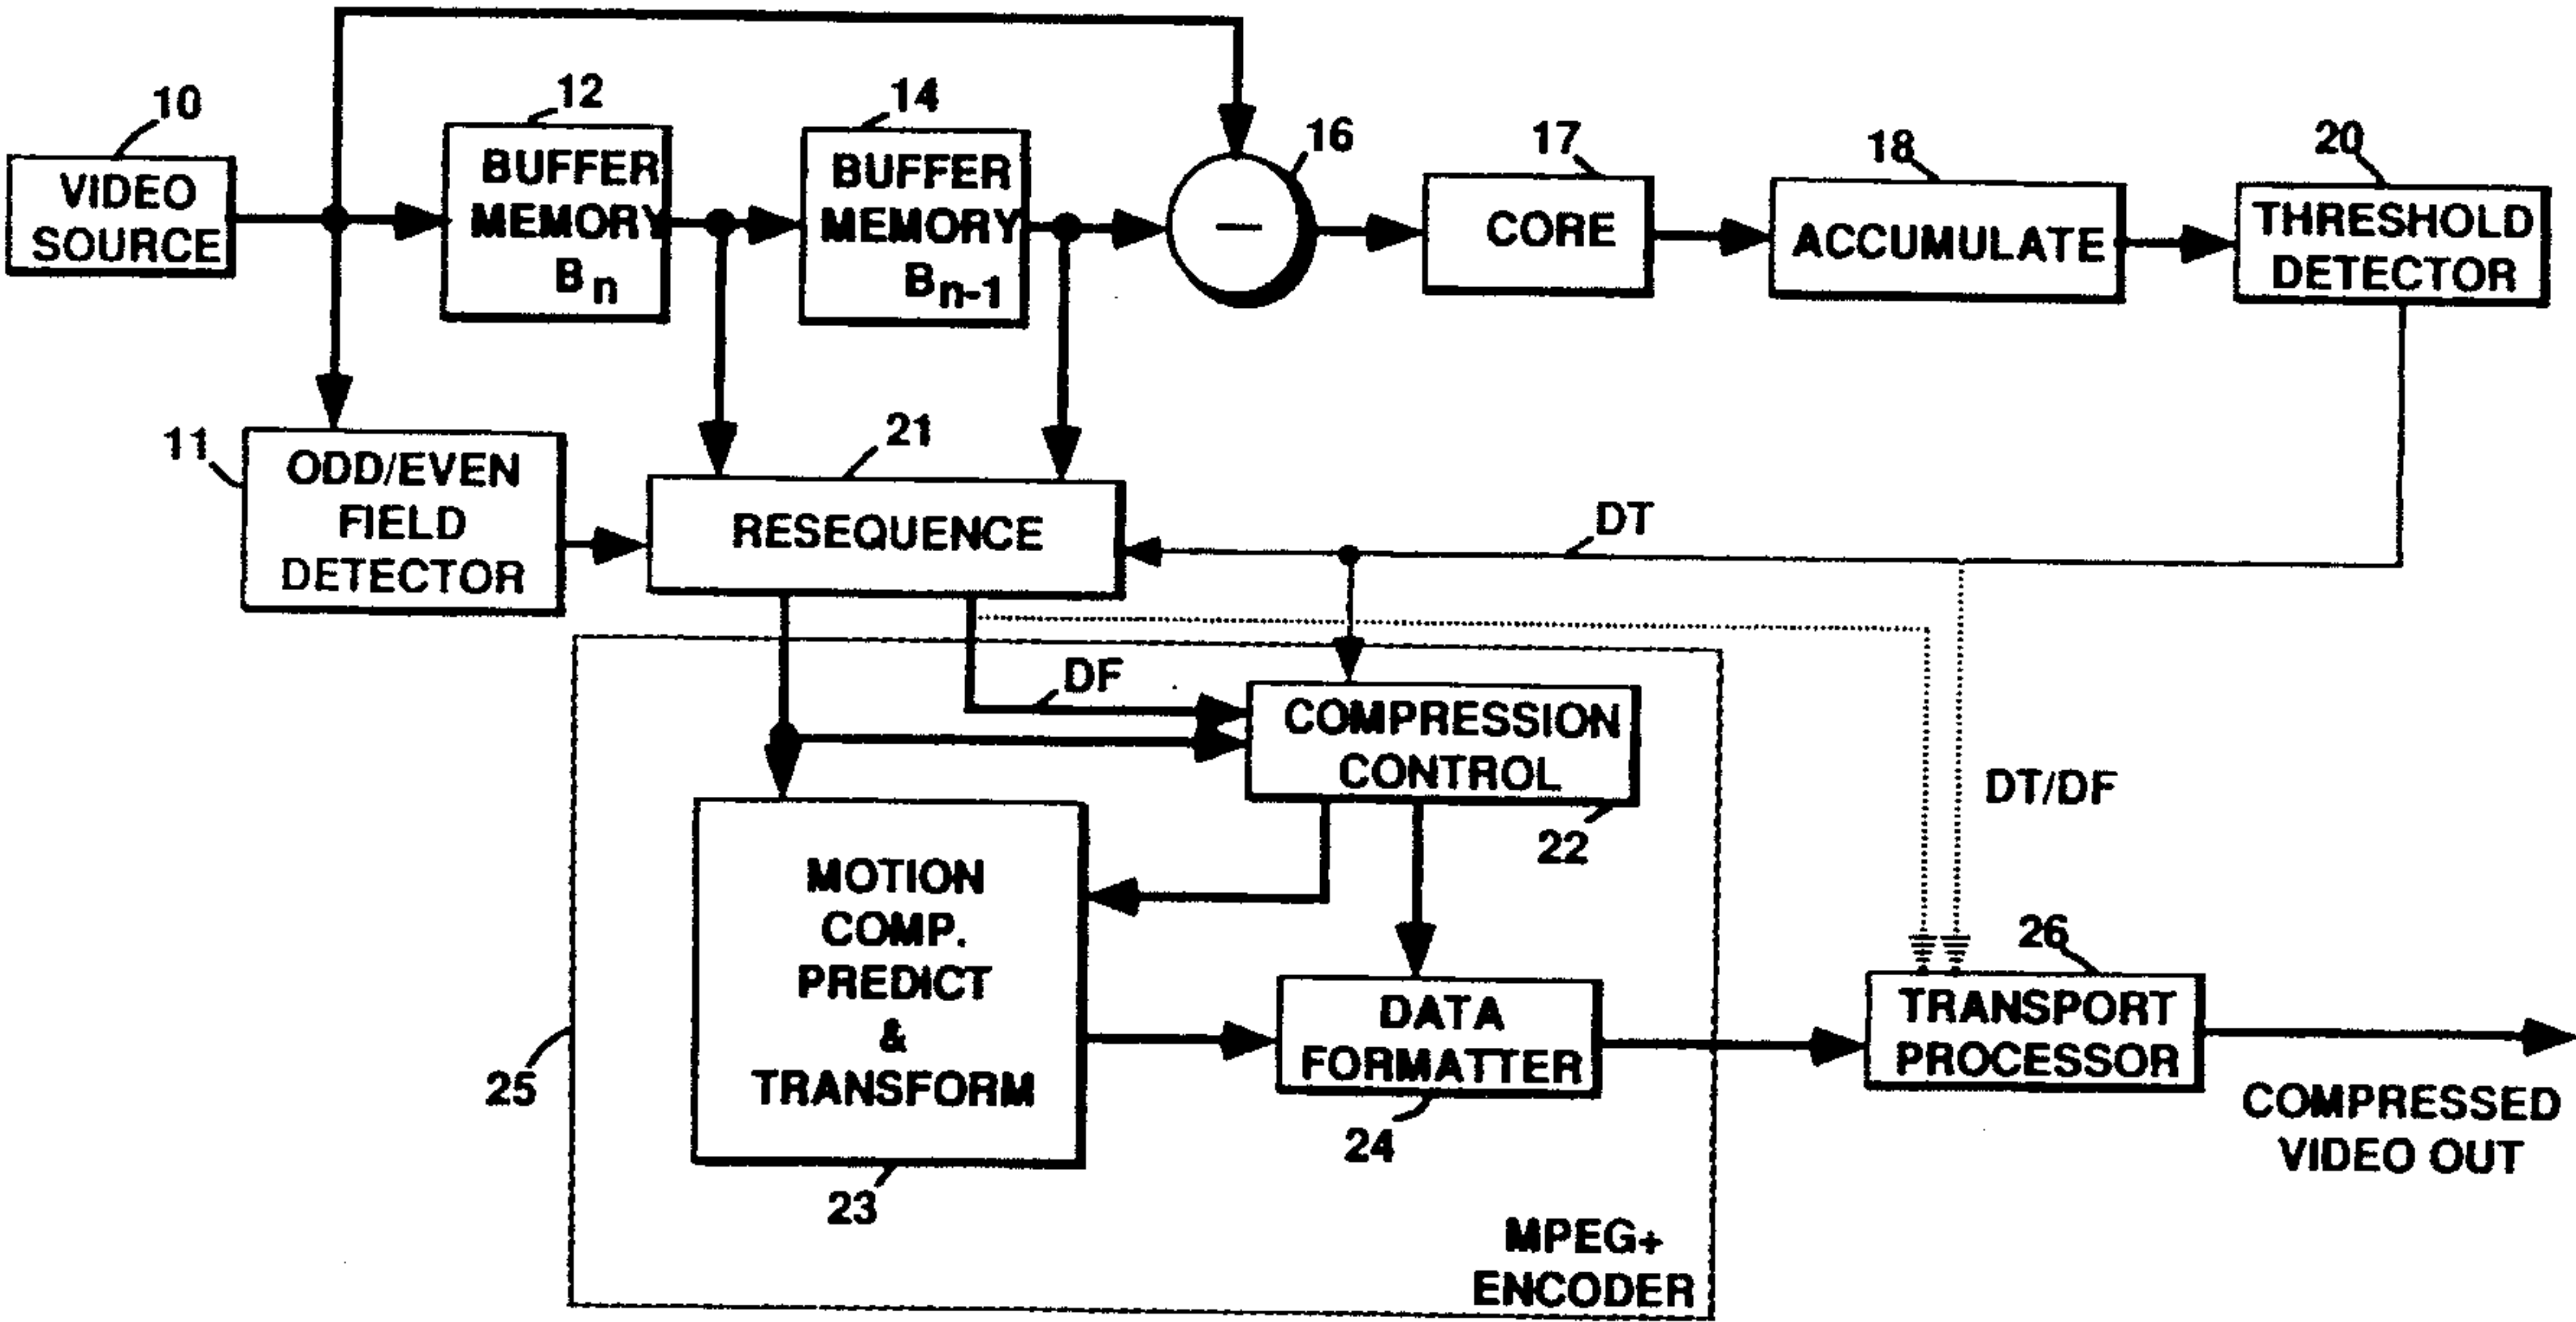 10
VIDEO
SOURCE
12
BUFFER
MEMORY
Bn
14
BUFFER
MEMORY
Bn-1
16
—
17
CORE
18
ACCUMULATE
20
THRESHOLD
DETECTOR
11
ODD/EVEN
FIELD
DETECTOR
21
RESEQUENCE
DT
DF
COMPRESSION
CONTROL
22
DT/DF
MOTION
COMP.
PREDICT
&
TRANSFORM
23
DATA
FORMATTER
24
25
26
TRANSPORT
PROCESSOR
COMPRESSED
VIDEO OUT
MPEG+
ENCODER